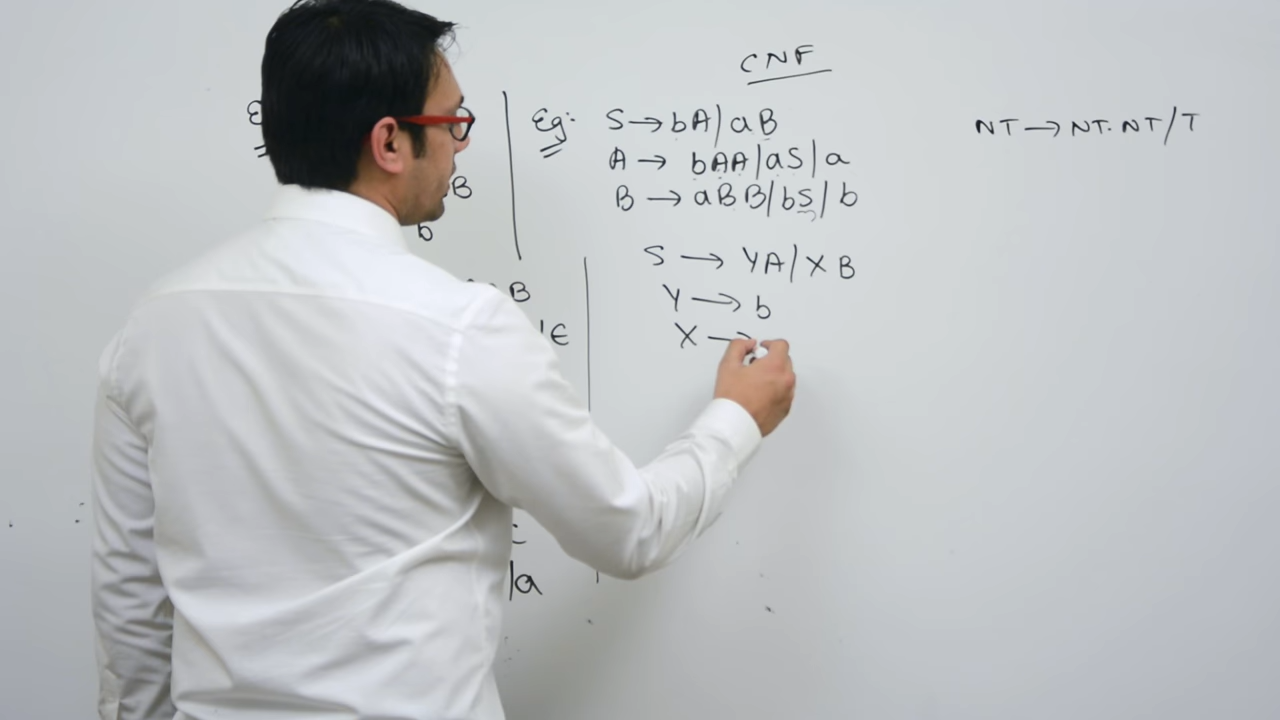 CNF
Eg: S → bA/aB
A → bAA/aS/a
B → aBB/bS/b
NT → NT.NT/T
S → YA/XB
Y → b
X →
B
b
B
/ϵ
/a